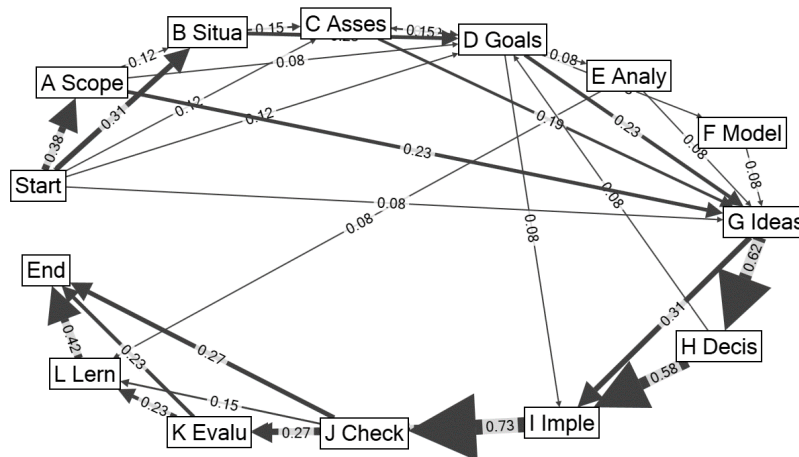 C Asses
B Situa
0.15
0.15
D Goals
0.12
0.08
0.08
E Analy
A Scope
0.12
0.31
0.12
0.19
0.23
F Model
0.38
0.23
0.08
0.08
Start
0.08
0.08
0.08
0.08
G Ideas
0.62
End
0.31
0.42
0.27
0.23
H Decis
0.58
L Lern
0.23
0.15
0.73
I Imple
K Evalu
0.27
J Check